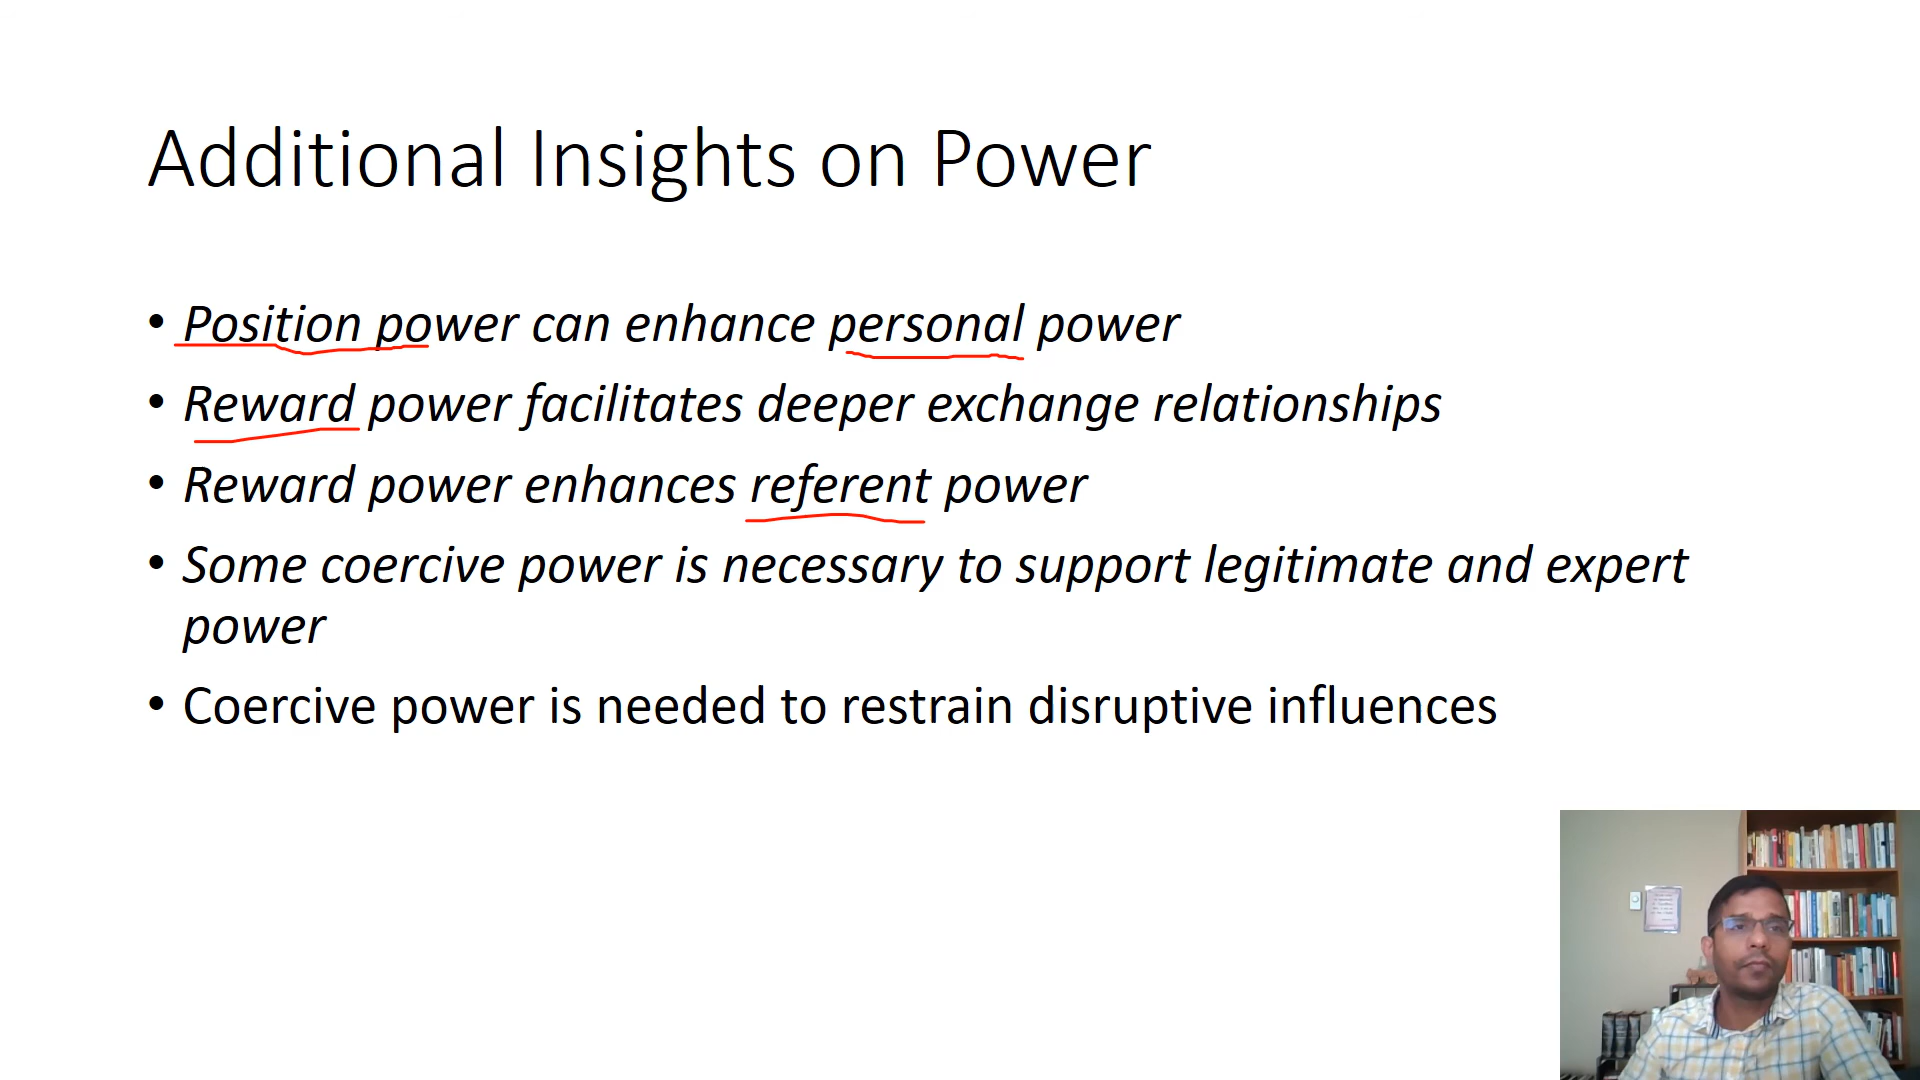 Additional Insights on Power
• Position power can enhance personal power
• Reward power facilitates deeper exchange relationships
• Reward power enhances referent power
• Some coercive power is necessary to support legitimate and expert
power
• Coercive power is needed to restrain disruptive influences